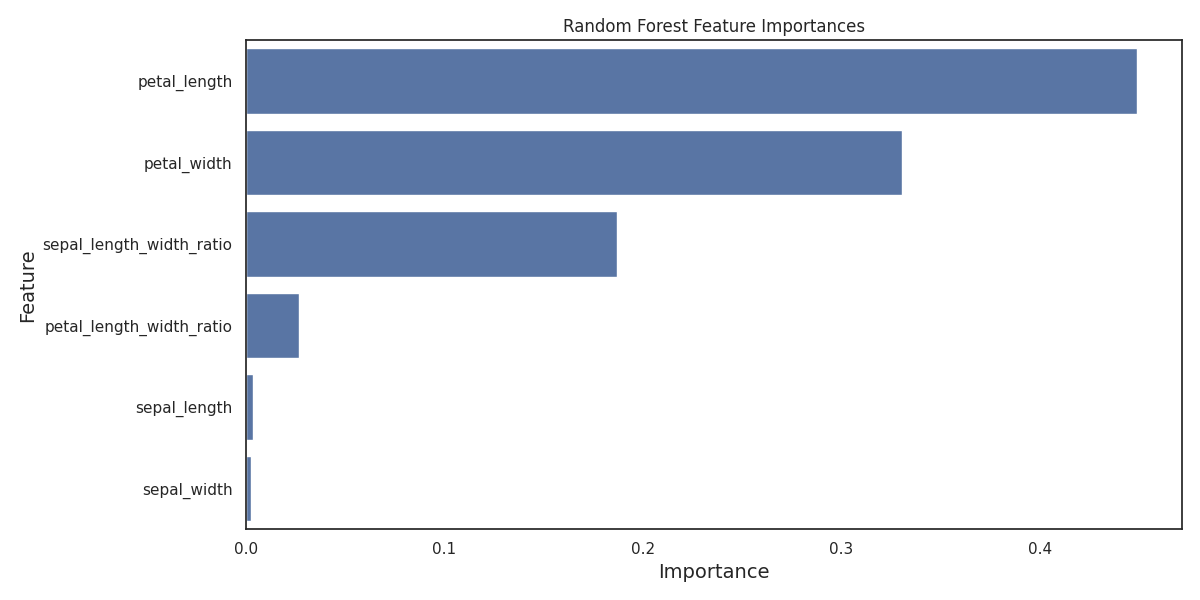 Random Forest Feature Importances
Feature
petal_length
petal_width
sepal_length_width_ratio
petal_length_width_ratio
sepal_length
sepal_width
0.0 0.1 0.2 0.3 0.4
Importance